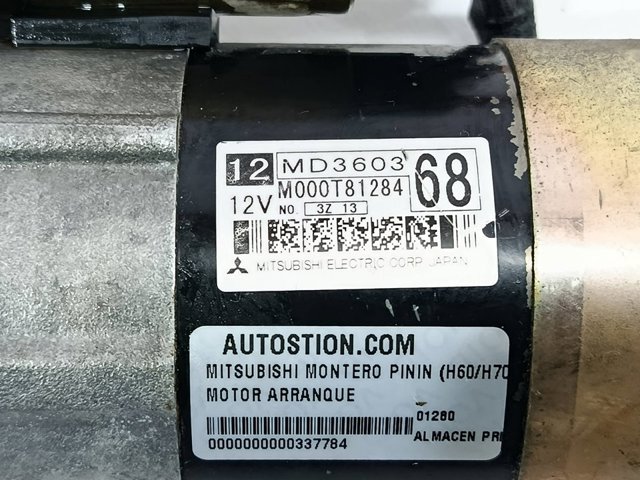 12 MD3603 68
M000T81284
12V NO. 3Z 13
MITSUBISHI ELECTRIC CORP. JAPAN
AUTOSTION.COM
MITSUBISHI MONTERO PININ (H60/H70
MOTOR ARRANQUE
01280
0000000000337784
ALMACEN PRI